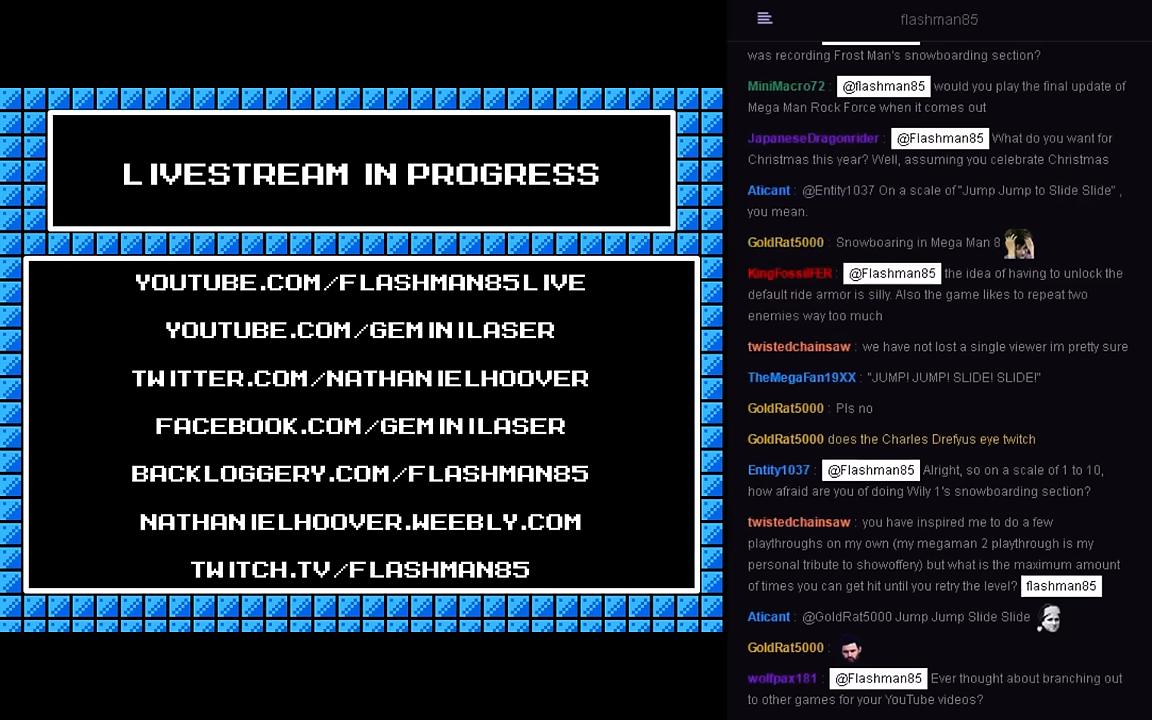 LIVESTREAM IN PROGRESS
YOUTUBE.COM/FLASHMAN85LIVE
YOUTUBE.COM/GEMINILASER
TWITTER.COM/NATHANIELHOOVER
FACEBOOK.COM/GEMINILASER
BACKLOGGERY.COM/FLASHMAN85
NATHANIELHOOVER.WEEBLY.COM
TWITCH.TV/FLASHMAN85
flashman85
was recording Frost Man's snowboarding section?
MiniMacro72 : @flashman85 would you play the final update of
Mega Man Rock Force when it comes out
JapaneseDragonrider : @Flashman85 What do you want for
Christmas this year? Well, assuming you celebrate Christmas
Aticant : @Entity1037 On a scale of "Jump Jump to Slide Slide" ,
you mean.
GoldRat5000 : Snowboaring in Mega Man 8
KingFossilFER : @Flashman85 the idea of having to unlock the
default ride armor is silly. Also the game likes to repeat two
enemies way too much
twistedchainsaw : we have not lost a single viewer im pretty sure
TheMegaFan19XX : "JUMP! JUMP! SLIDE! SLIDE!"
GoldRat5000 : Pls no
GoldRat5000 does the Charles Drefyus eye twitch
Entity1037 : @Flashman85 Alright, so on a scale of 1 to 10,
how afraid are you of doing Wily 1's snowboarding section?
twistedchainsaw : you have inspired me to do a few
playthroughs on my own (my megaman 2 playthrough is my
personal tribute to showoffery) but what is the maximum amount
of times you can get hit until you retry the level? flashman85
Aticant : @GoldRat5000 Jump Jump Slide Slide
GoldRat5000 :
wolfpax181 : @Flashman85 Ever thought about branching out
to other games for your YouTube videos?